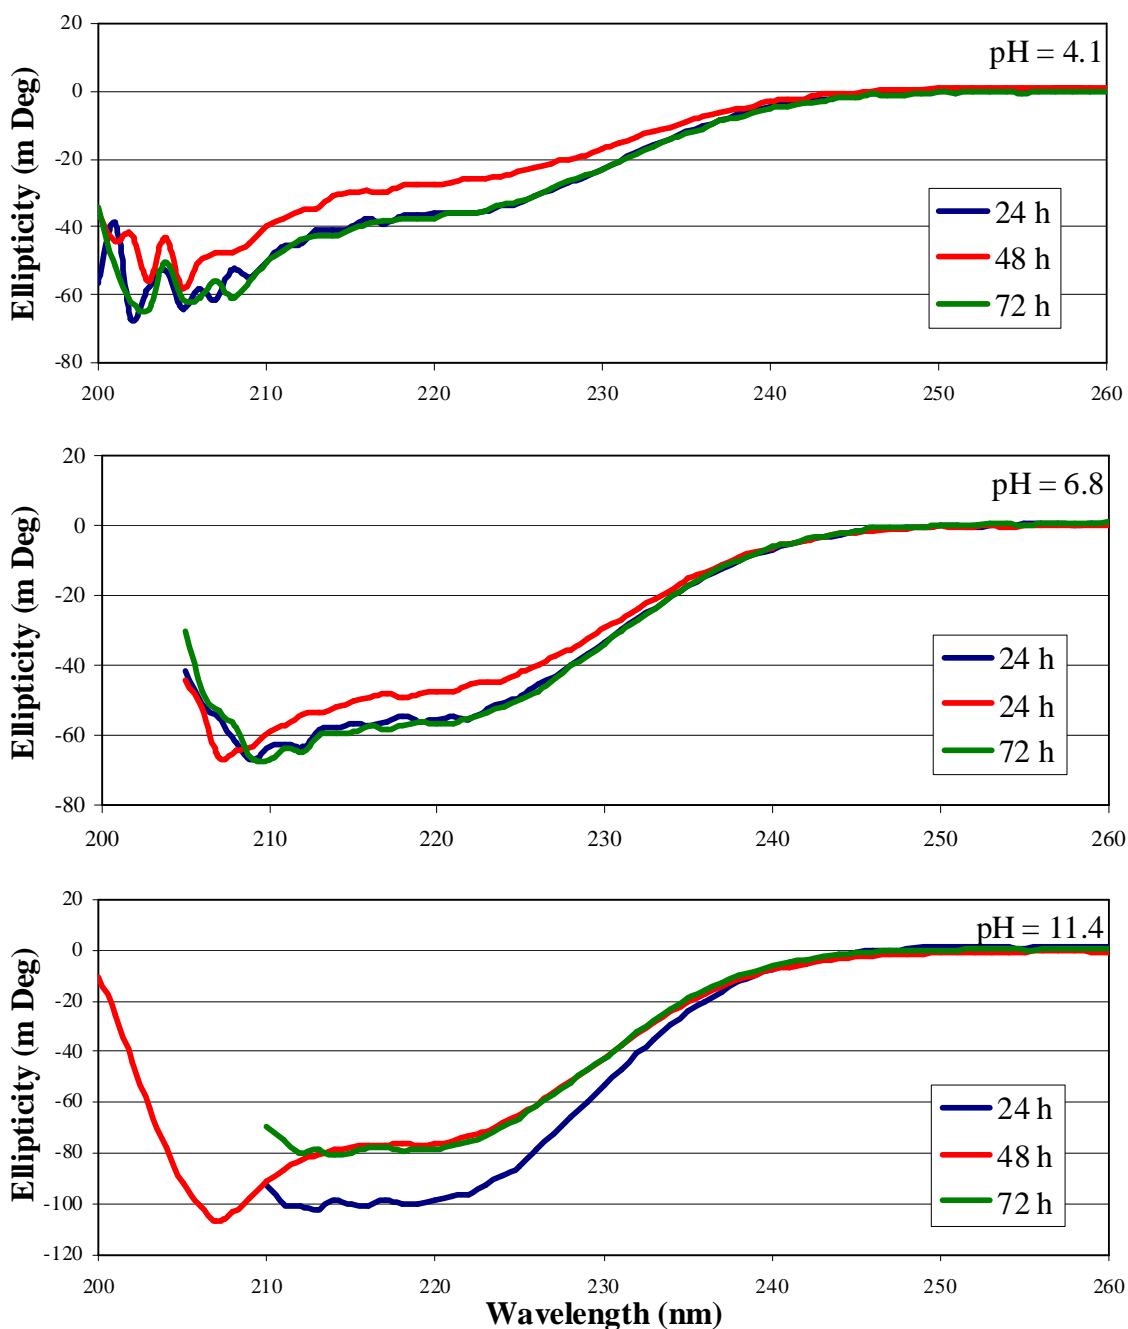 20
0
-20
-40
-60
-80
Ellipticity (m Deg)
pH = 4.1
24 h
48 h
72 h
200 210 220 230 240 250 260
20
0
-20
-40
-60
-80
Ellipticity (m Deg)
pH = 6.8
24 h
24 h
72 h
200 210 220 230 240 250 260
20
0
-20
-40
-60
-80
-100
-120
Ellipticity (m Deg)
pH = 11.4
24 h
48 h
72 h
200 210 220 230 240 250 260
Wavelength (nm)